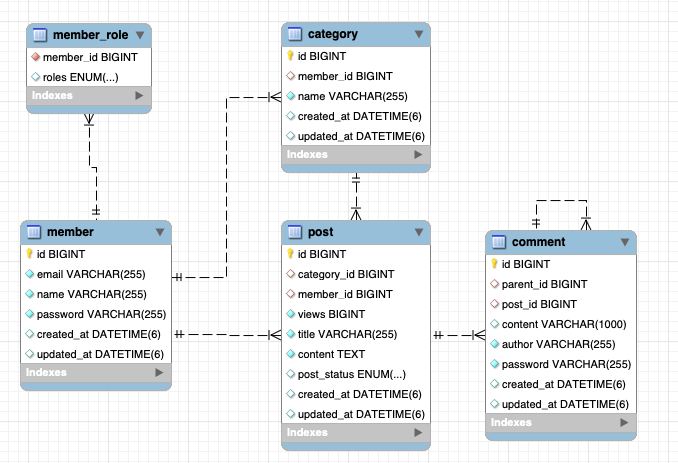 member_role
member_id BIGINT
roles ENUM(...)
Indexes
category
id BIGINT
member_id BIGINT
name VARCHAR(255)
created_at DATETIME(6)
updated_at DATETIME(6)
Indexes
member
id BIGINT
email VARCHAR(255)
name VARCHAR(255)
password VARCHAR(255)
created_at DATETIME(6)
updated_at DATETIME(6)
Indexes
post
id BIGINT
category_id BIGINT
member_id BIGINT
views BIGINT
title VARCHAR(255)
content TEXT
post_status ENUM(...)
created_at DATETIME(6)
updated_at DATETIME(6)
Indexes
comment
id BIGINT
parent_id BIGINT
post_id BIGINT
content VARCHAR(1000)
author VARCHAR(255)
password VARCHAR(255)
created_at DATETIME(6)
updated_at DATETIME(6)
Indexes